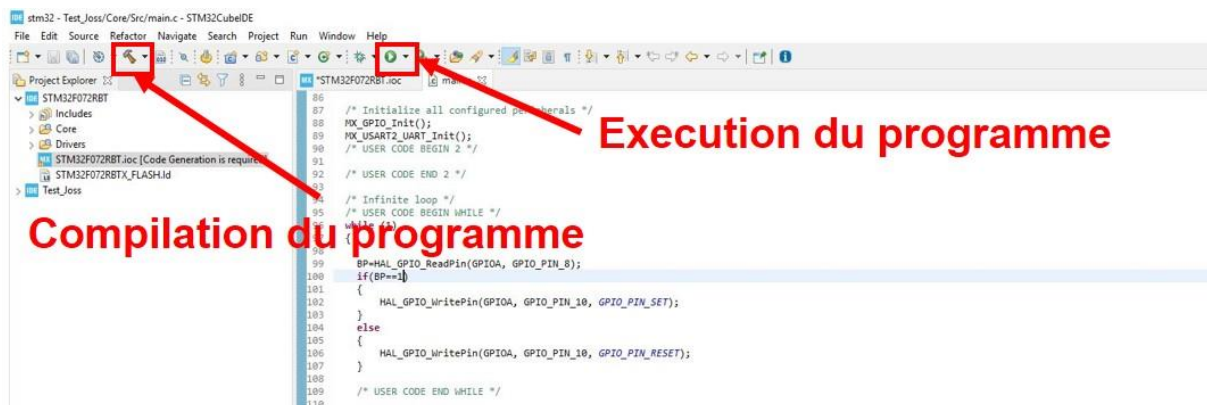 stm32 - Test_Joss/Core/Src/main.c - STM32CubeIDE
File Edit Source Refactor Navigate Search Project Run Window Help
Project Explorer
*STM32F072RBT.ioc
STM32F072RBT
Includes
Core
Drivers
STM32F072RBT.ioc [Code Generation is require
STM32F072RBTX_FLASH.ld
Test_Joss
86
87 /* Initialize all configured peripherals */
88 MX_GPIO_Init();
89 MX_USART2_UART_Init();
90 /* USER CODE BEGIN 2 */
91
92 /* USER CODE END 2 */
93
94 /* Infinite loop */
95 /* USER CODE BEGIN WHILE */
while (1)
{
98
99 BP=HAL_GPIO_ReadPin(GPIOA, GPIO_PIN_8);
100 if(BP==1)
101 {
102 HAL_GPIO_WritePin(GPIOA, GPIO_PIN_10, GPIO_PIN_SET);
103 }
104 else
105 {
106 HAL_GPIO_WritePin(GPIOA, GPIO_PIN_10, GPIO_PIN_RESET);
107 }
108
109 /* USER CODE END WHILE */
110
Execution du programme
Compilation du programme